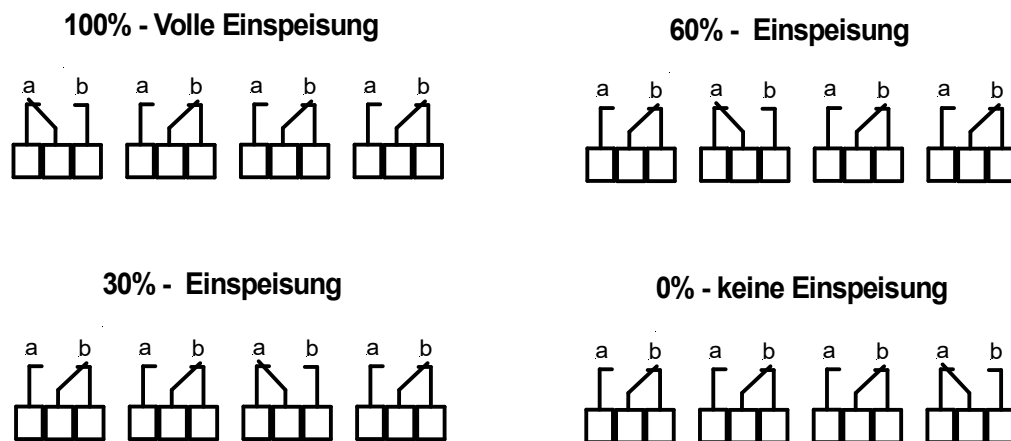 100% - Volle Einspeisung
a b a b a b a b
60% - Einspeisung
a b a b a b a b
30% - Einspeisung
a b a b a b a b
0% - keine Einspeisung
a b a b a b a b